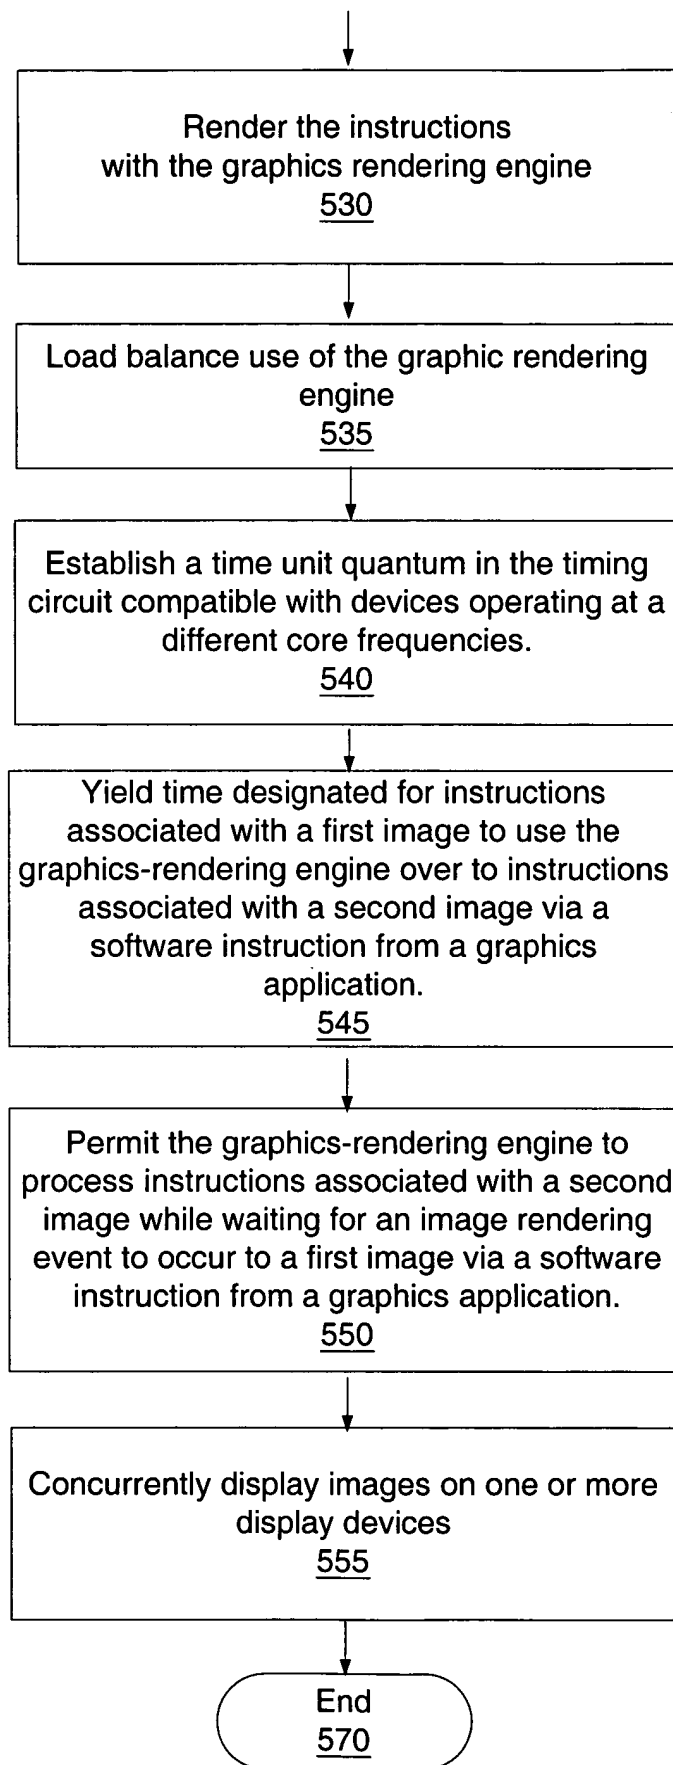 Render the instructions
with the graphics rendering engine
530
Load balance use of the graphic rendering
engine
535
Establish a time unit quantum in the timing
circuit compatible with devices operating at a
different core frequencies.
540
Yield time designated for instructions
associated with a first image to use the
graphics-rendering engine over to instructions
associated with a second image via a
software instruction from a graphics
application.
545
Permit the graphics-rendering engine to
process instructions associated with a second
image while waiting for an image rendering
event to occur to a first image via a software
instruction from a graphics application.
550
Concurrently display images on one or more
display devices
555
End
570